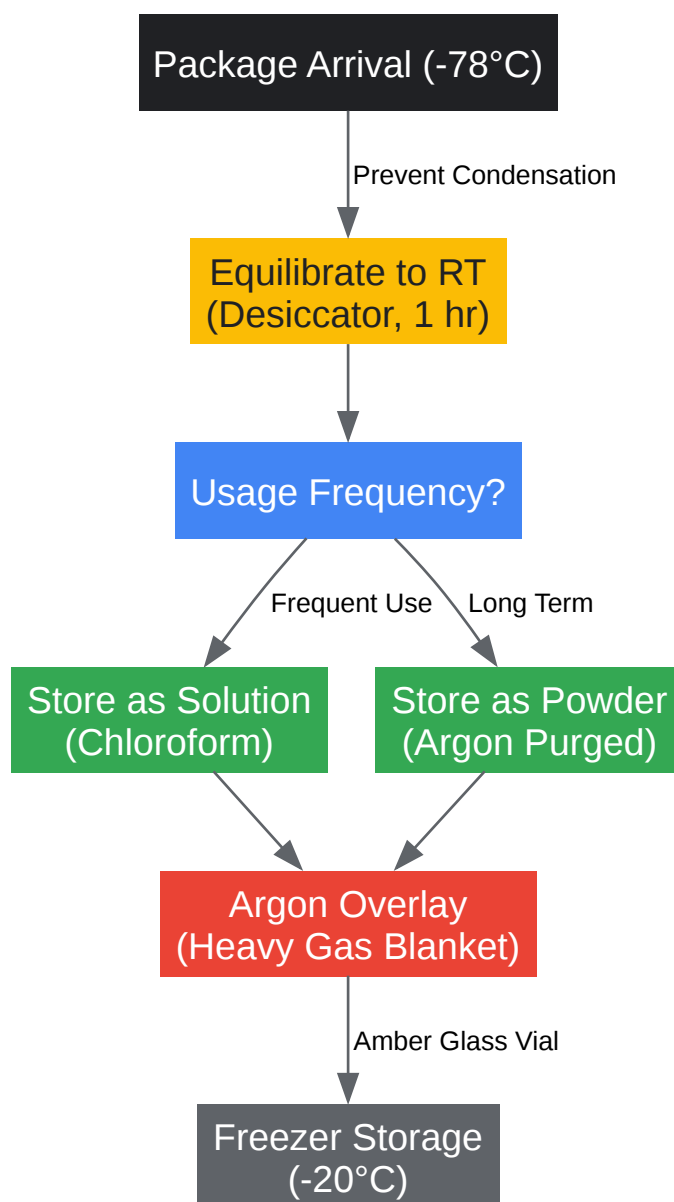 Package Arrival (-78°C)
Prevent Condensation
Equilibrate to RT
(Desiccator, 1 hr)
Usage Frequency?
Frequent Use
Long Term
Store as Solution
(Chloroform)
Store as Powder
(Argon Purged)
Argon Overlay
(Heavy Gas Blanket)
Amber Glass Vial
Freezer Storage
(-20°C)